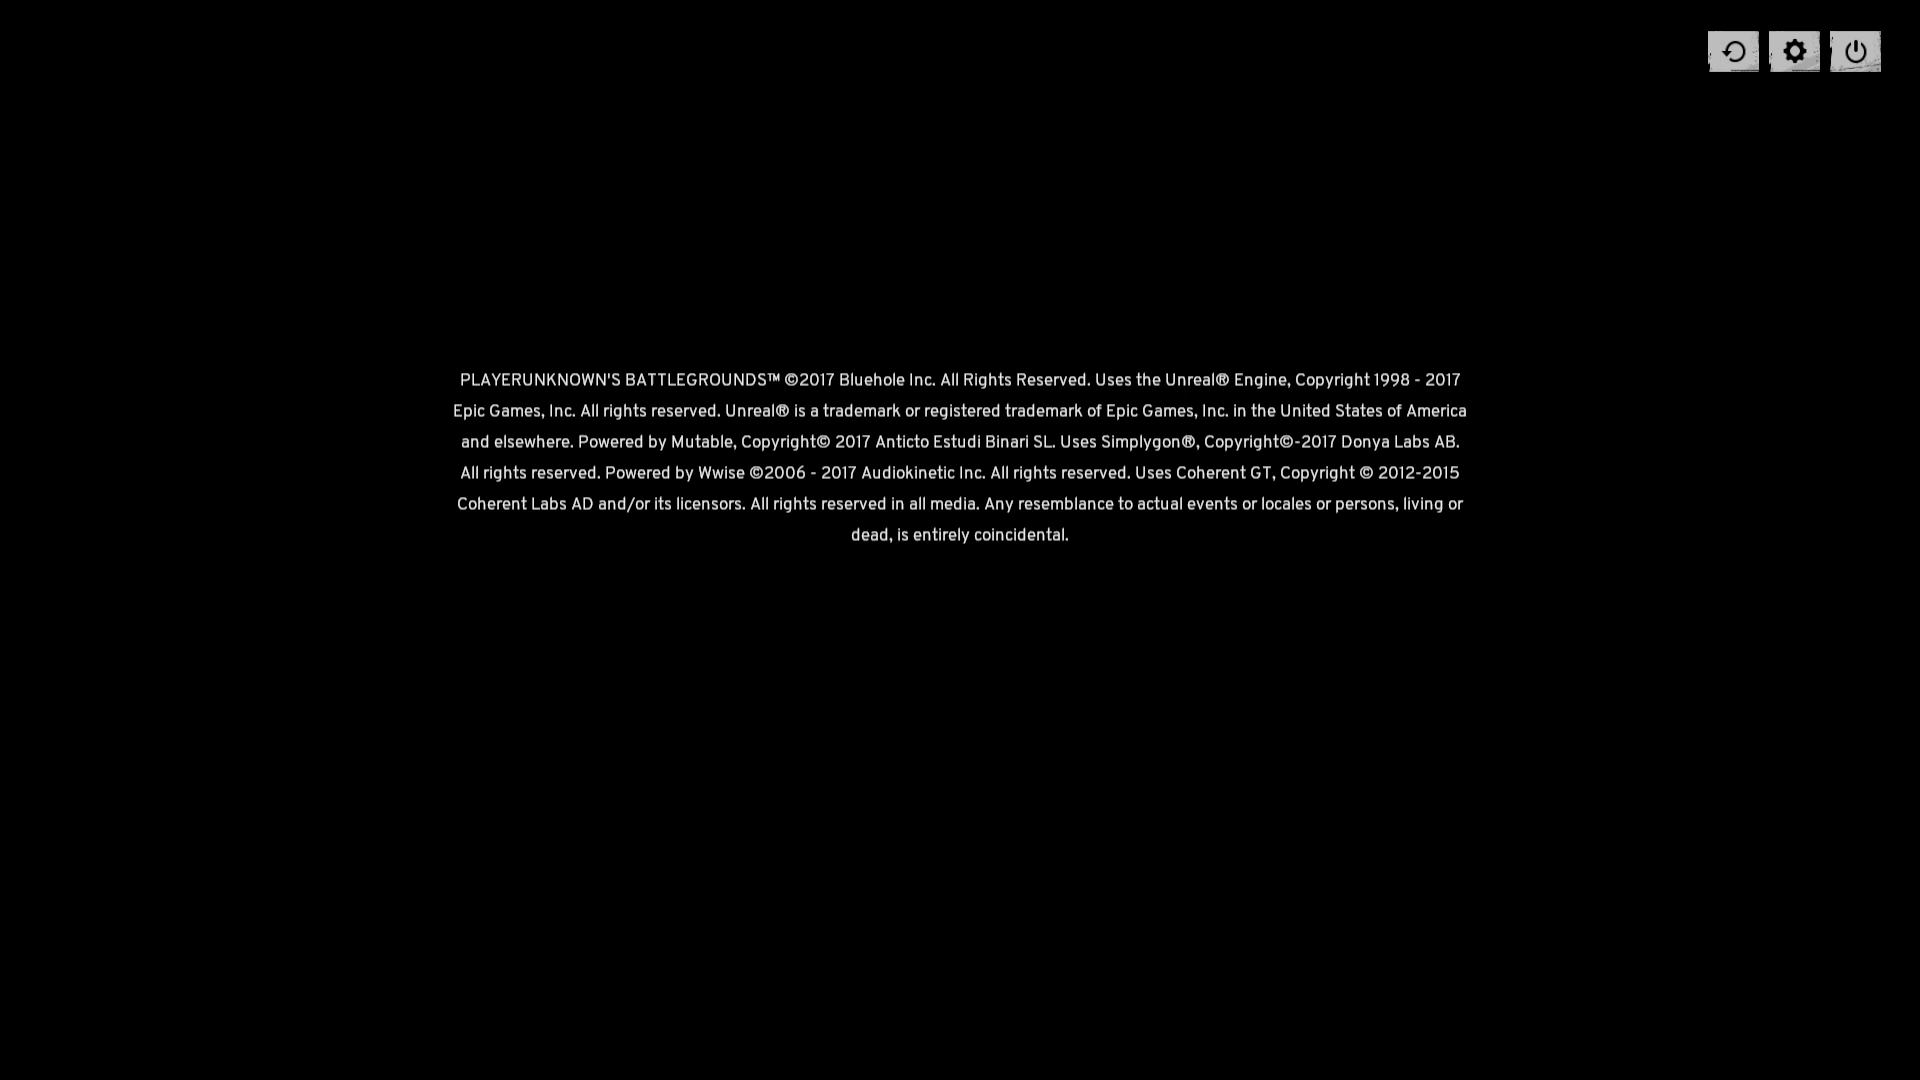 PLAYERUNKNOWN'S BATTLEGROUNDS™ ©2017 Bluehole Inc. All Rights Reserved. Uses the Unreal® Engine, Copyright 1998 - 2017
Epic Games, Inc. All rights reserved. Unreal® is a trademark or registered trademark of Epic Games, Inc. in the United States of America
and elsewhere. Powered by Mutable, Copyright© 2017 Anticto Estudi Binari SL. Uses Simplygon®, Copyright©-2017 Donya Labs AB.
All rights reserved. Powered by Wwise ©2006 - 2017 Audiokinetic Inc. All rights reserved. Uses Coherent GT, Copyright © 2012-2015
Coherent Labs AD and/or its licensors. All rights reserved in all media. Any resemblance to actual events or locales or persons, living or
dead, is entirely coincidental.